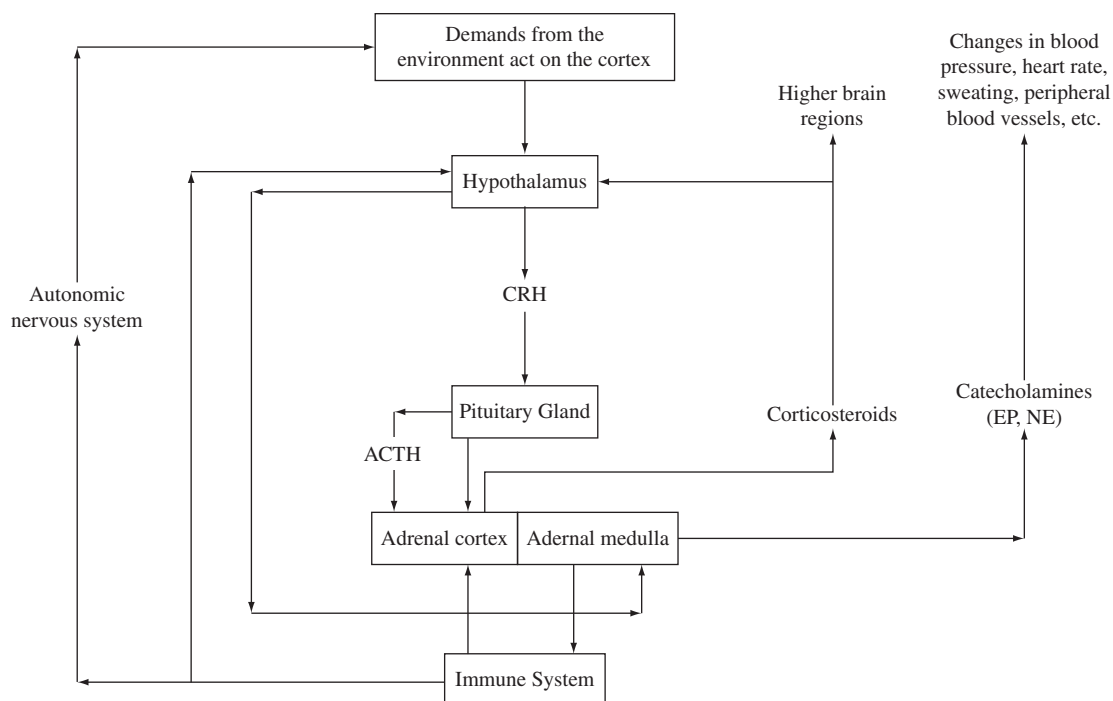 Demands from the
environment act on the cortex
Changes in blood
pressure, heart rate,
sweating, peripheral
blood vessels, etc.
Higher brain
regions
Hypothalamus
Autonomic
nervous system
CRH
Pituitary Gland
ACTH
Corticosteroids
Catecholamines
(EP, NE)
Adrenal cortex
Adernal medulla
Immune System